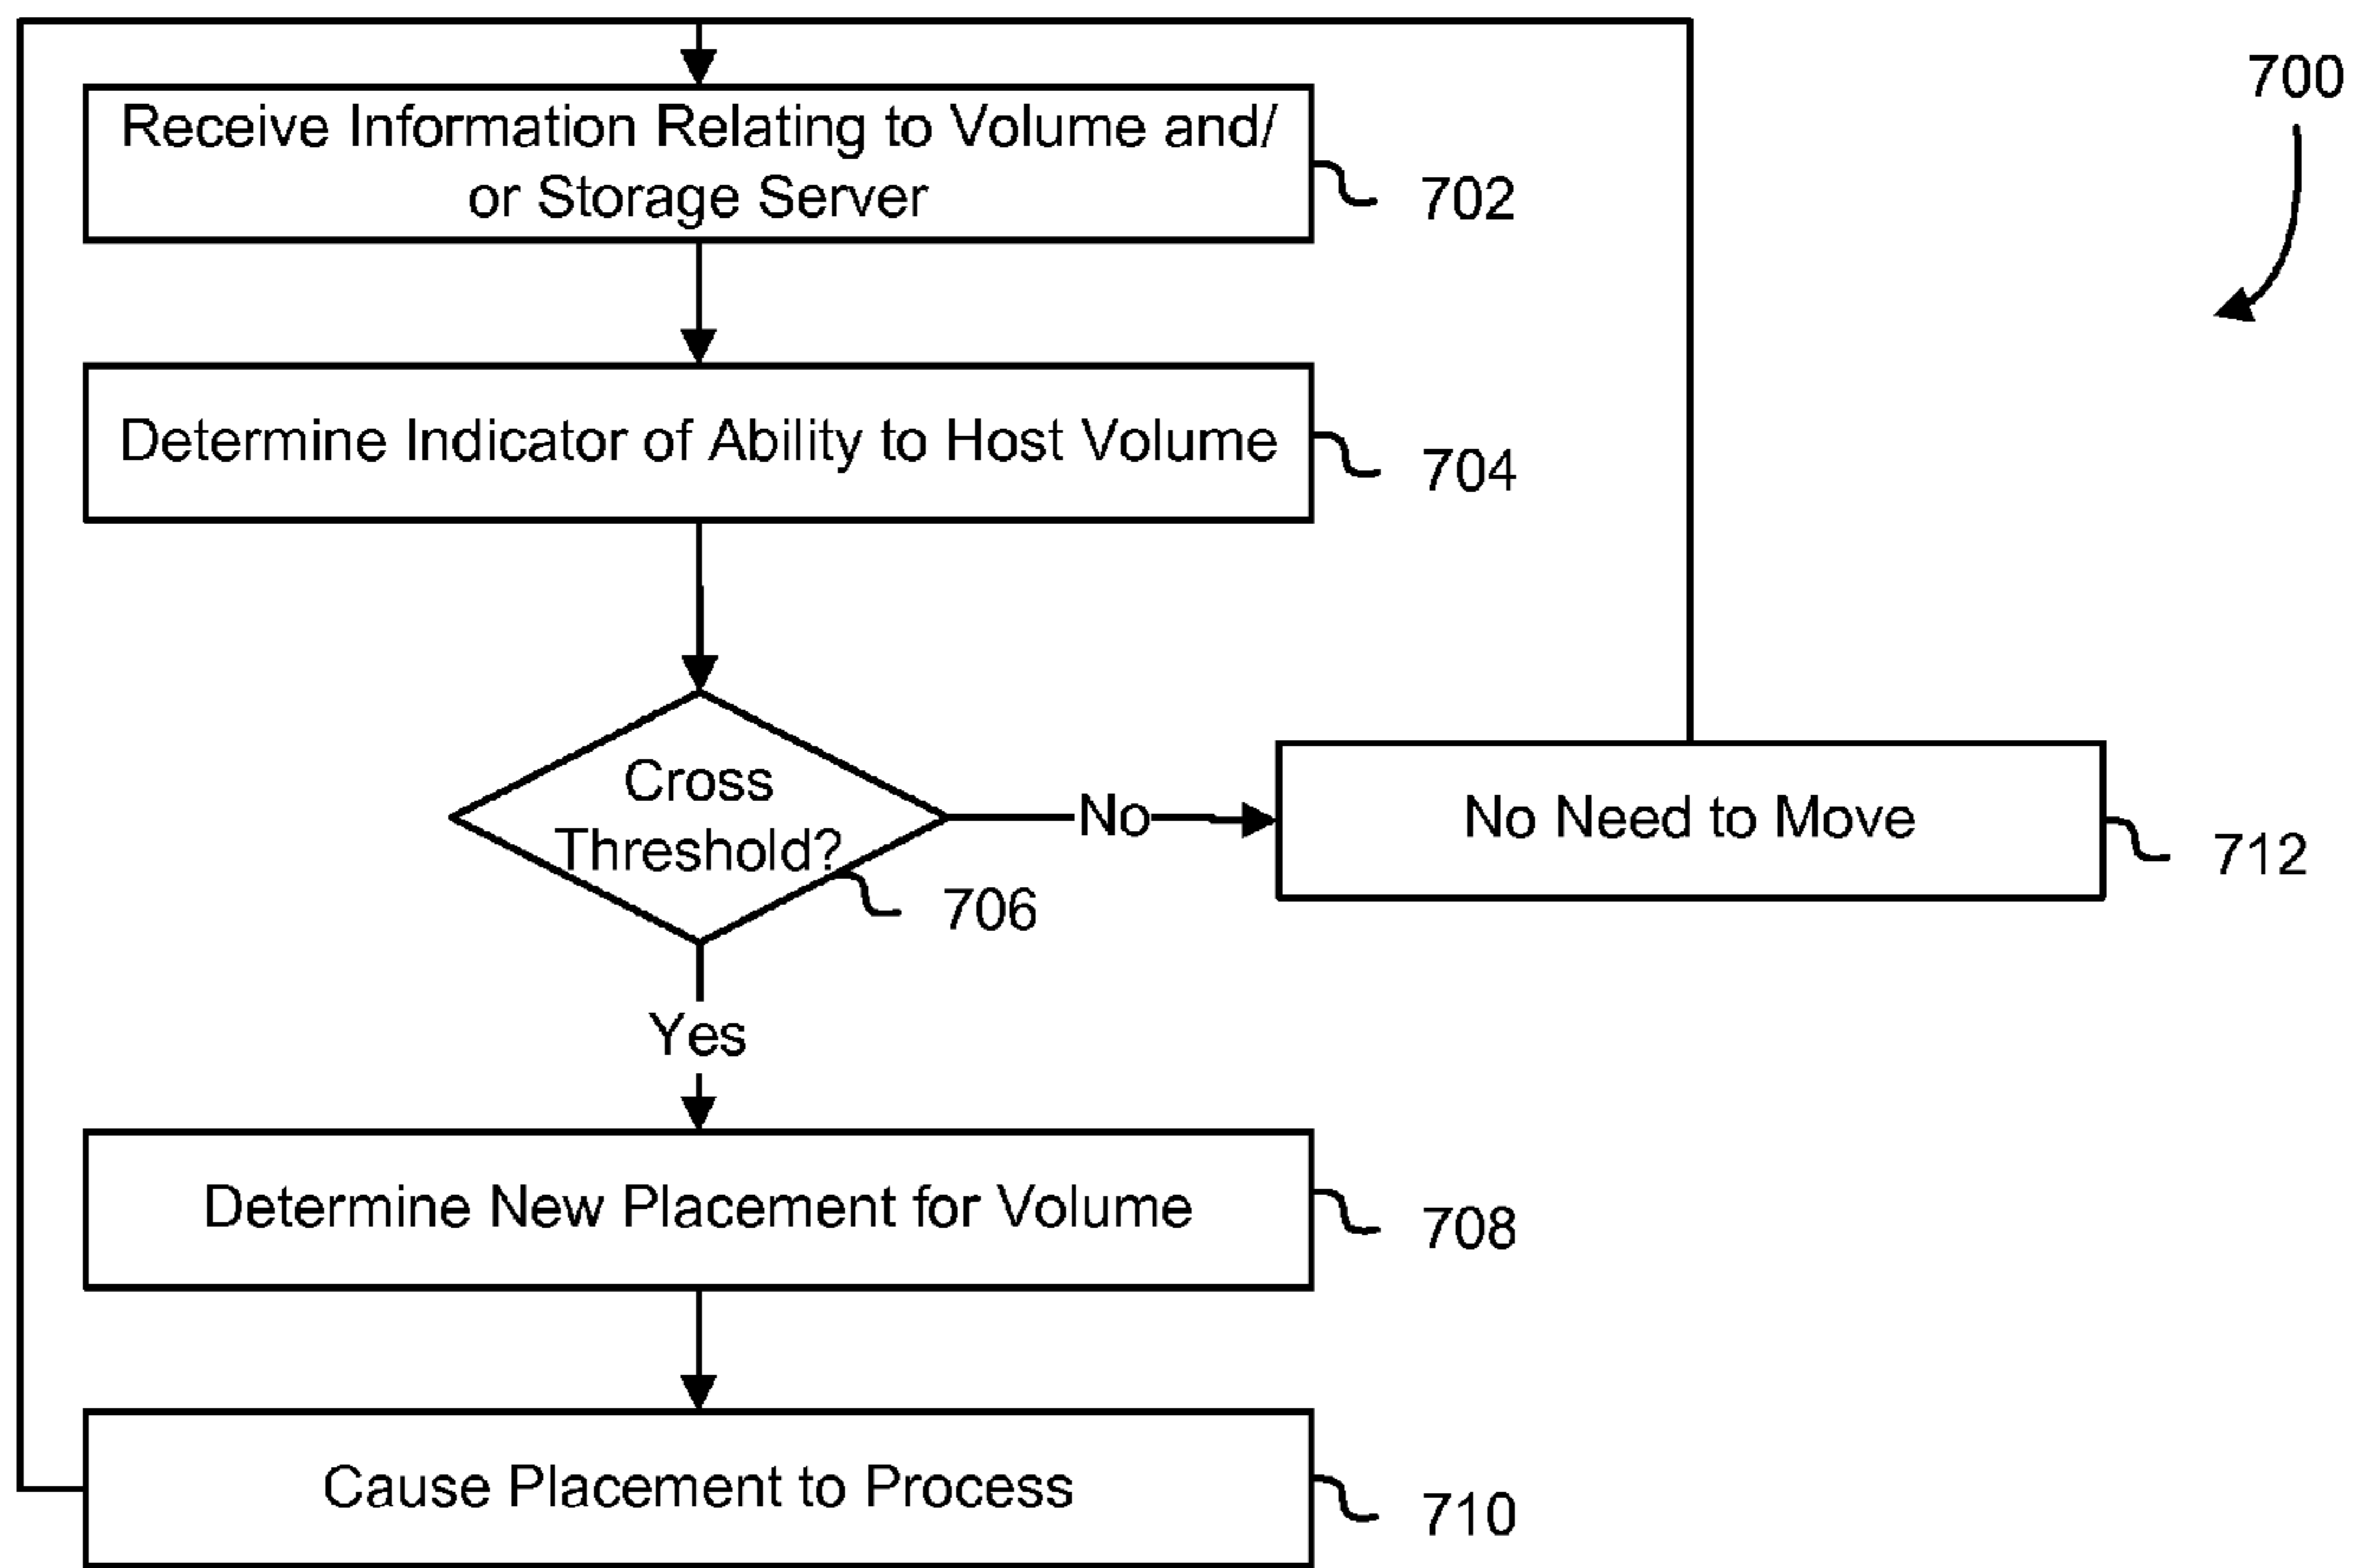 700
Receive Information Relating to Volume and/
or Storage Server
702
Determine Indicator of Ability to Host Volume
704
Cross
Threshold?
706
No
No Need to Move
712
Yes
Determine New Placement for Volume
708
Cause Placement to Process
710